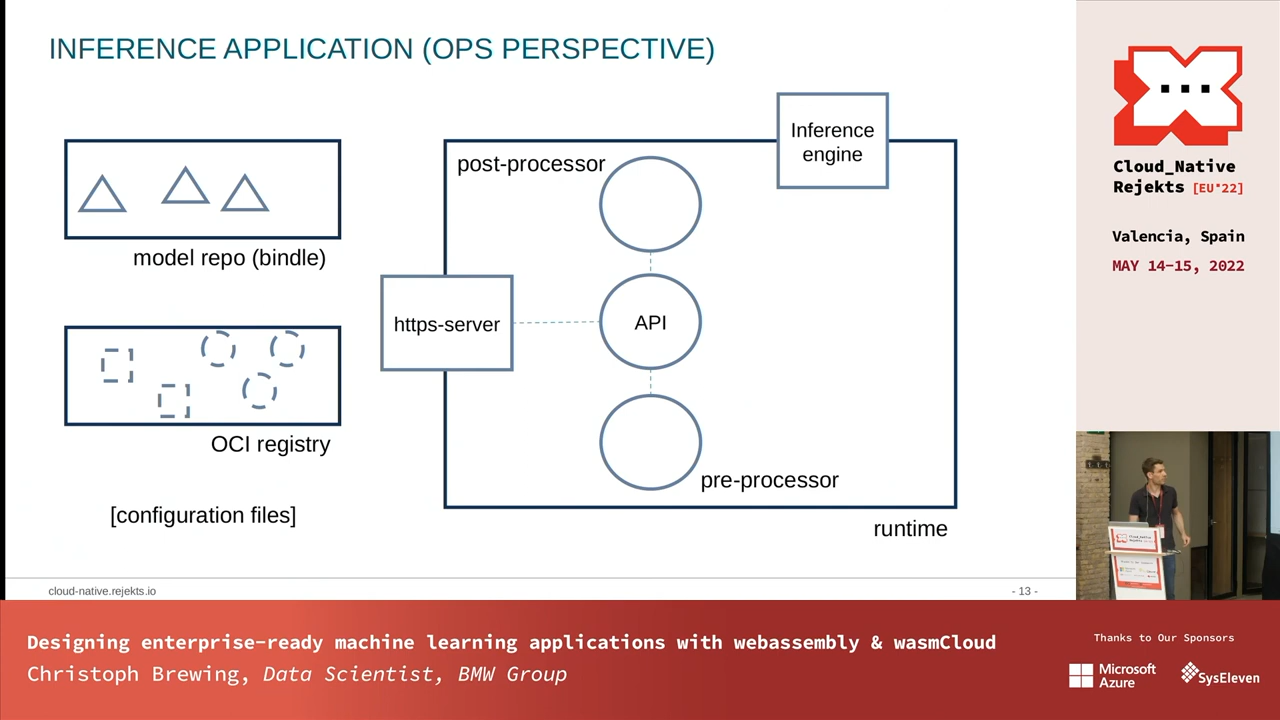 INFERENCE APPLICATION (OPS PERSPECTIVE)
model repo (bindle)
OCI registry
[configuration files]
post-processor
Inference
engine
https-server
API
pre-processor
runtime
cloud-native.rejekts.io
- 13 -
Cloud_Native
Rejekts [EU*22]
Valencia, Spain
MAY 14-15, 2022
Designing enterprise-ready machine learning applications with webassembly & wasmCloud
Christoph Brewing, Data Scientist, BMW Group
Thanks to Our Sponsors
Microsoft
Azure
SysEleven